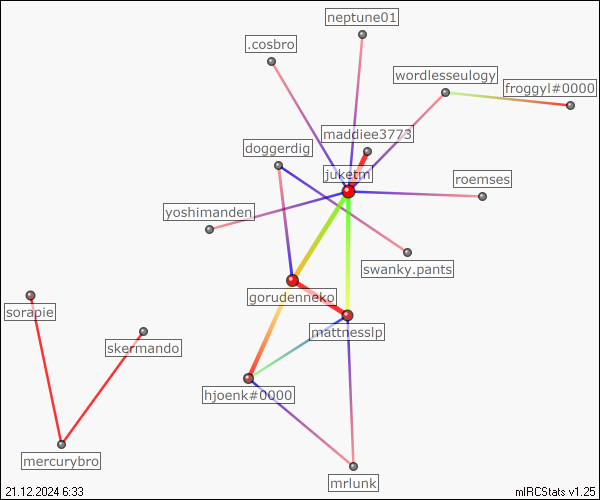 neptune01
.cosbro
wordlesseulogy
froggyl#0000
maddiee3773
doggerdig
juketm
roemses
yoshimanden
swanky.pants
gorudenneko
sorapie
mattnesslp
skermando
hjoenk#0000
mercurybro
mrlunk
21.12.2024 6:33
mIRCStats v1.25